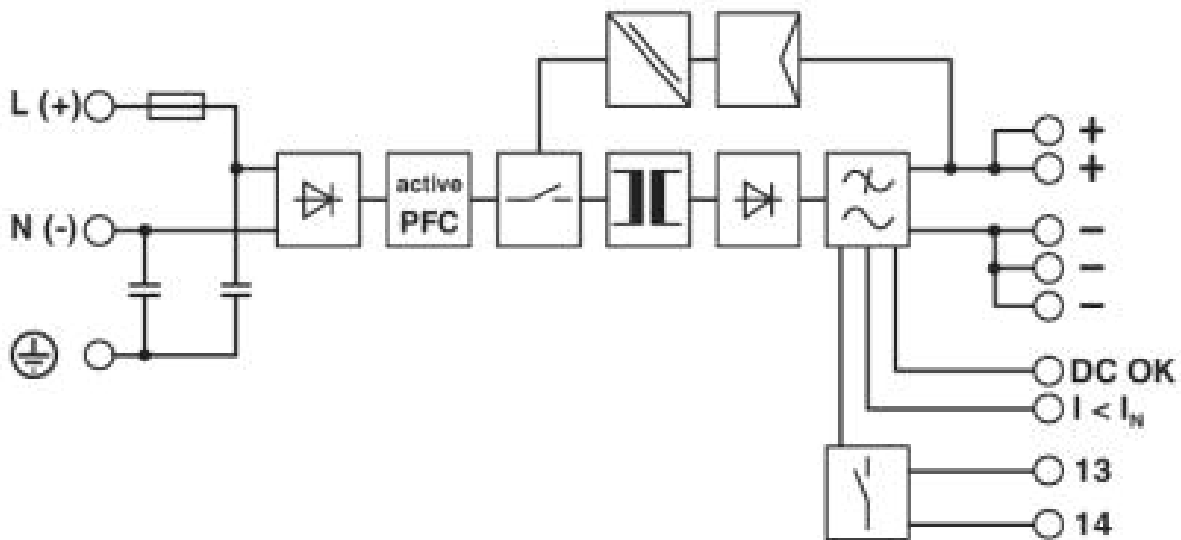 L (+)
+
+
active
PFC
N (-)
-
-
-
DC OK
I < IN
13
14